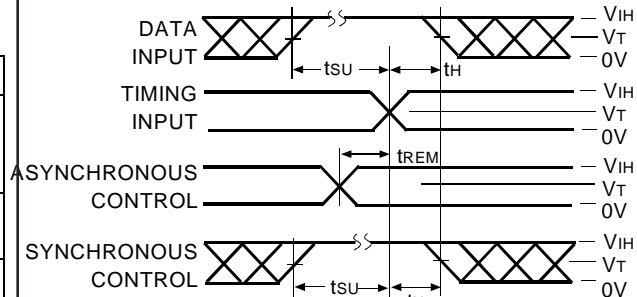 DATA
INPUT
VIH
VT
0V
tSU
tH
TIMING
INPUT
VIH
VT
0V
tREM
ASYNCHRONOUS
CONTROL
VIH
VT
0V
SYNCHRONOUS
CONTROL
VIH
VT
0V
tSU